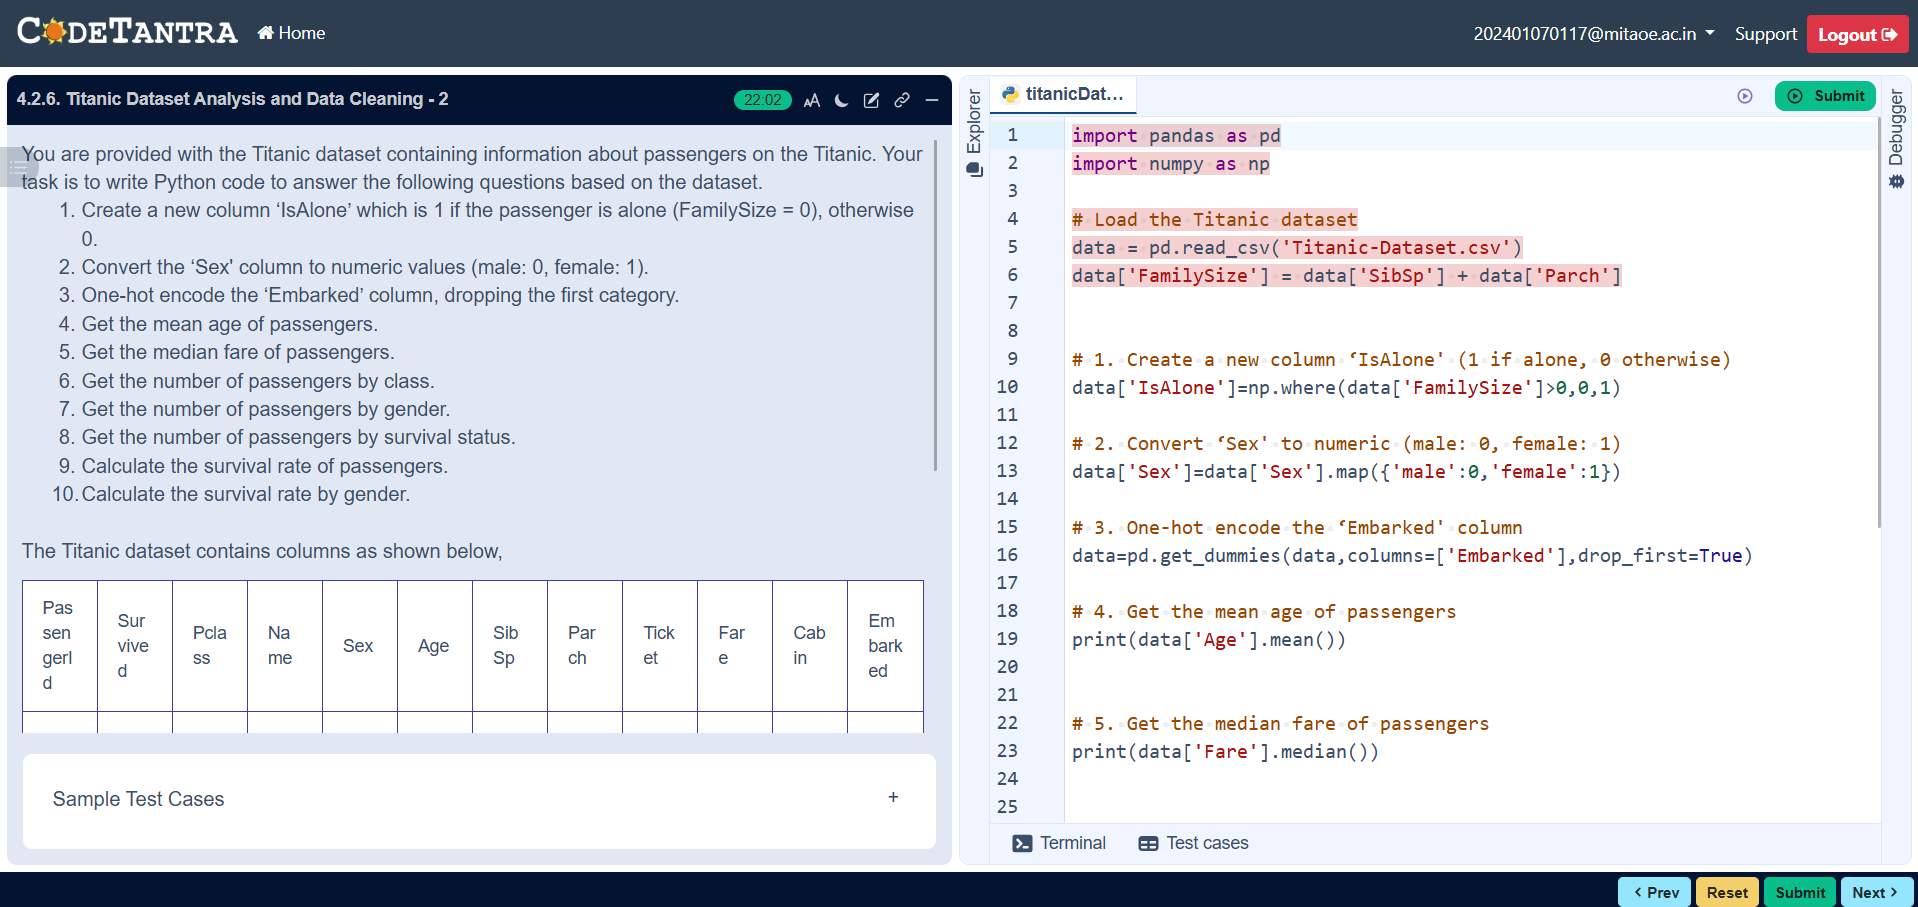 CODETANTRA
Home
202401070117@mitaoe.ac.in
Support
Logout
4.2.6. Titanic Dataset Analysis and Data Cleaning - 2
22:02
You are provided with the Titanic dataset containing information about passengers on the Titanic. Your
task is to write Python code to answer the following questions based on the dataset.
1. Create a new column ‘IsAlone’ which is 1 if the passenger is alone (FamilySize = 0), otherwise
0.
2. Convert the ‘Sex' column to numeric values (male: 0, female: 1).
3. One-hot encode the ‘Embarked’ column, dropping the first category.
4. Get the mean age of passengers.
5. Get the median fare of passengers.
6. Get the number of passengers by class.
7. Get the number of passengers by gender.
8. Get the number of passengers by survival status.
9. Calculate the survival rate of passengers.
10. Calculate the survival rate by gender.
The Titanic dataset contains columns as shown below,
Pas
sen
gerI
d
Sur
vive
d
Pcla
ss
Na
me
Sex
Age
Sib
Sp
Par
ch
Tick
et
Far
e
Cab
in
Em
bark
ed
Sample Test Cases
+
Explorer
titanicDat...
Submit
Debugger
1 import pandas as pd
2 import numpy as np
3
4 # Load the Titanic dataset
5 data = pd.read_csv('Titanic-Dataset.csv')
6 data['FamilySize'] = data['SibSp'] + data['Parch']
7
8
9 # 1. Create a new column ‘IsAlone' (1 if alone, 0 otherwise)
10 data['IsAlone']=np.where(data['FamilySize']>0,0,1)
11
12 # 2. Convert ‘Sex' to numeric (male: 0, female: 1)
13 data['Sex']=data['Sex'].map({'male':0,'female':1})
14
15 # 3. One-hot encode the ‘Embarked' column
16 data=pd.get_dummies(data,columns=['Embarked'],drop_first=True)
17
18 # 4. Get the mean age of passengers
19 print(data['Age'].mean())
20
21
22 # 5. Get the median fare of passengers
23 print(data['Fare'].median())
24
25
Terminal
Test cases
< Prev
Reset
Submit
Next >